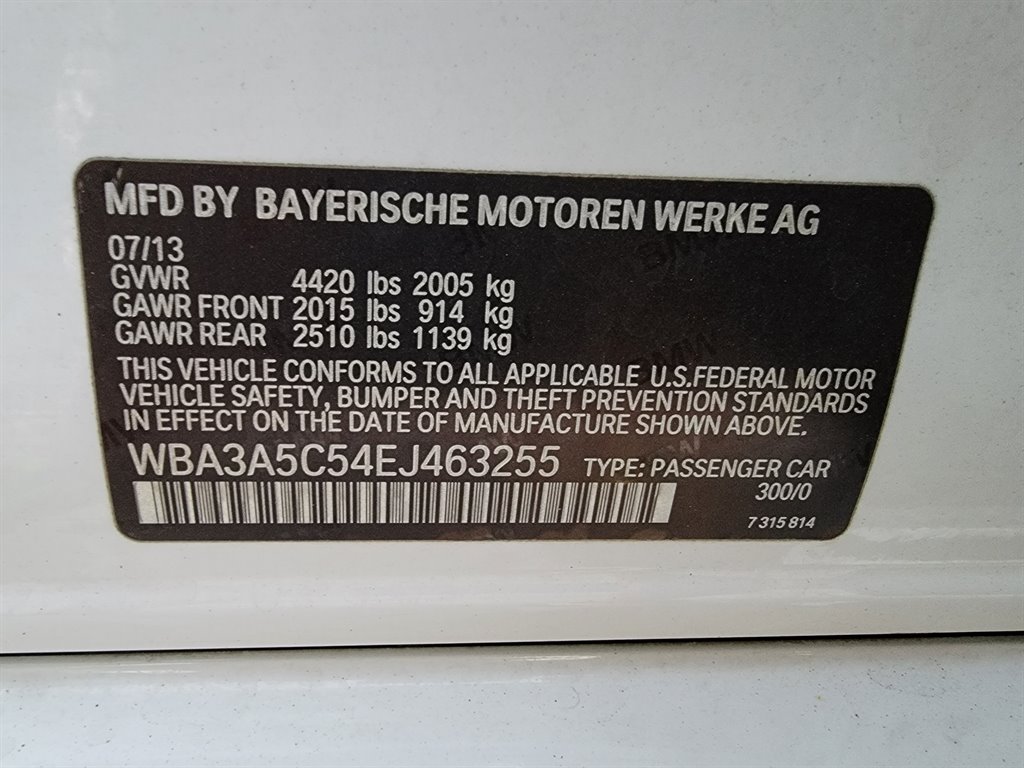 MFD BY BAYERISCHE MOTOREN WERKE AG
07/13
GVWR 4420 lbs 2005 kg
GAWR FRONT 2015 lbs 914 kg
GAWR REAR 2510 lbs 1139 kg
THIS VEHICLE CONFORMS TO ALL APPLICABLE U.S.FEDERAL MOTOR
VEHICLE SAFETY, BUMPER AND THEFT PREVENTION STANDARDS
IN EFFECT ON THE DATE OF MANUFACTURE SHOWN ABOVE.
WBA3A5C54EJ463255 TYPE: PASSENGER CAR
300/0
7 315 814
BMW
BMW